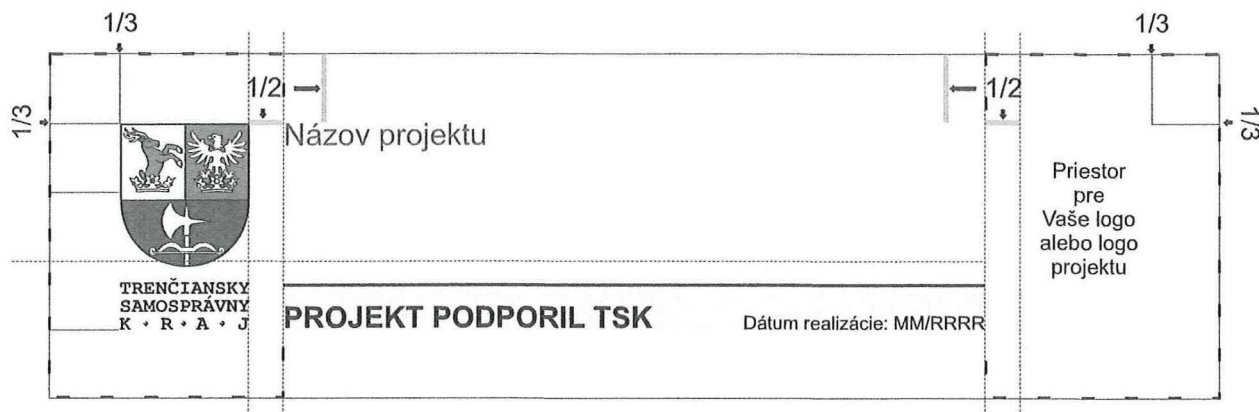 1/3
1/3
1/2
1/2
1/3
1/3
Názov projektu
Priestor
pre
Vaše logo
alebo logo
projektu
TRENČIANSKY
SAMOSPRÁVNY
K • R • A • J
PROJEKT PODPORIL TSK
Dátum realizácie: MM/RRRR